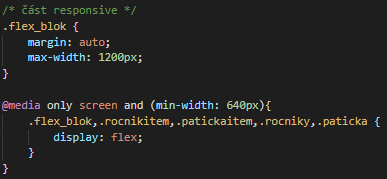 /* část responsive */
.flex_blok {
margin: auto;
max-width: 1200px;
}
@media only screen and (min-width: 640px){
.flex_blok,.rocnikitem,.patickaitem,.rocniky,.paticka {
display: flex;
}
}